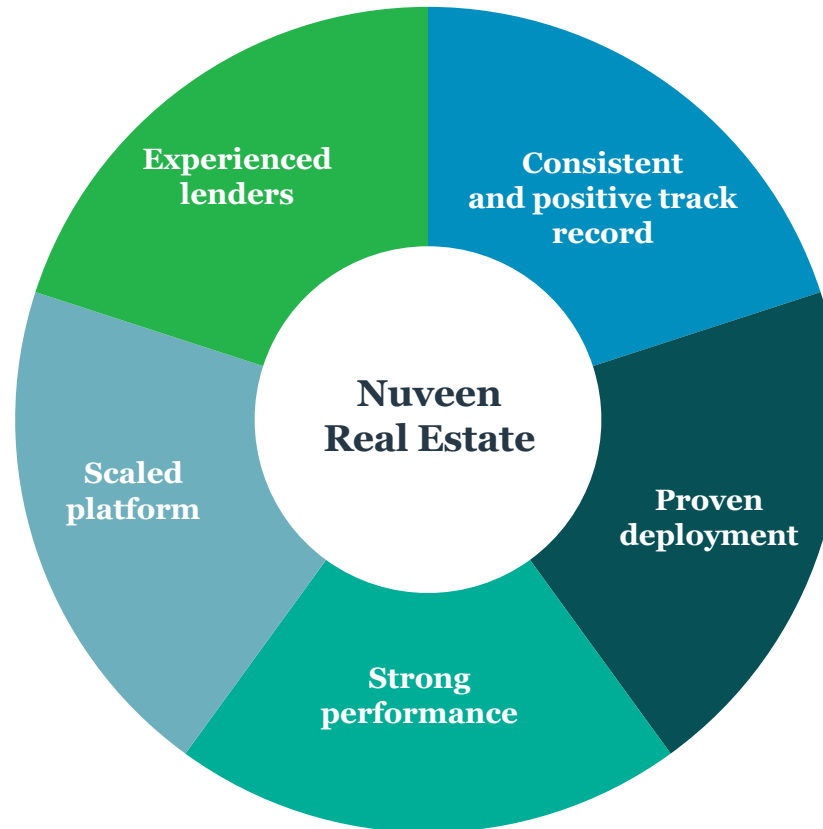 Experienced
lenders
Consistent
and positive track
record
Nuveen
Real Estate
Scaled
platform
Proven
deployment
Strong
performance